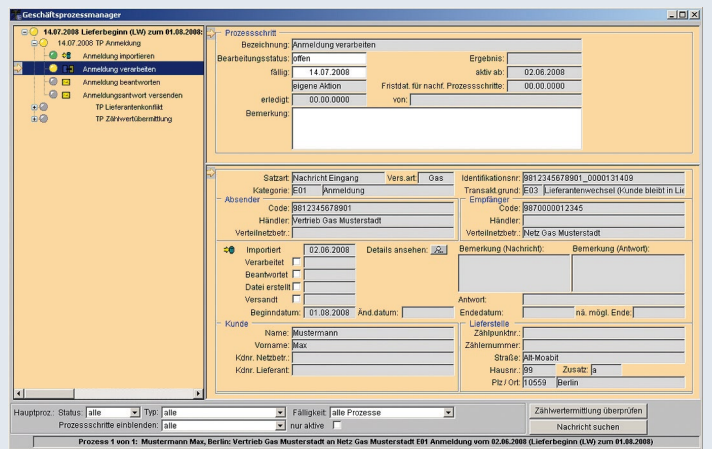 Geschäftsprozessmanager
14.07.2008 Lieferbeginn (LW) zum 01.08.2008:
14.07.2008 TP Anmeldung
Anmeldung importieren
Anmeldung verarbeiten
Anmeldung beantworten
Anmeldungsantwort versenden
TP Lieferantenkonflikt
TP Zählwertübermittlung
Prozessschritt
Bezeichnung: Anmeldung verarbeiten
Bearbeitungsstatus: offen Ergebnis:
fällig: 14.07.2008 aktiv ab: 02.06.2008
eigene Aktion Fristdat. für nachf. Prozessschritte: 00.00.0000
erledigt: 00.00.0000 von:
Bemerkung:
Satzart: Nachricht Eingang Vers.art: Gas Identifikationsnr: 9812345678901_0000131409
Kategorie: E01 Anmeldung Transakt.grund: E03 Lieferantenwechsel (Kunde bleibt in Lie
Absender Empfänger
Code: 9812345678901 Code: 9870000012345
Händler: Vertrieb Gas Musterstadt Händler:
Verteilnetzbetr.: Verteilnetzbetr.: Netz Gas Musterstadt
Importiert 02.06.2008 Details ansehen: Bemerkung (Nachricht): Bemerkung (Antwort):
Verarbeitet
Beantwortet
Datei erstellt
Versandt Antwort:
Beginndatum: 01.08.2008 Änd.datum: Endedatum: nä. mögl. Ende:
Kunde Lieferstelle
Name: Mustermann Zählpunktnr.:
Vorname: Max Zählernummer:
Kdnr. Netzbetr.: Straße: Alt-Moabit
Kdnr. Lieferant: Hausnr.: 99 Zusatz: a
Plz / Ort: 10559 Berlin
Hauptproz.: Status: alle Typ: alle Fälligkeit: alle Prozesse Zählwertermittlung überprüfen
Prozessschritte einblenden: alle nur aktive Nachricht suchen
Prozess 1 von 1: Mustermann Max, Berlin: Vertrieb Gas Musterstadt an Netz Gas Musterstadt E01 Anmeldung vom 02.06.2008 (Lieferbeginn (LW) zum 01.08.2008)